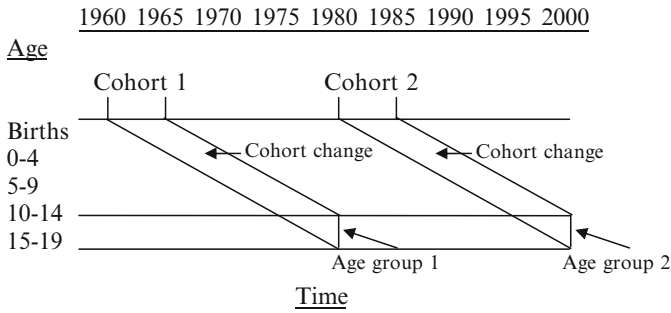 1960 1965 1970 1975 1980 1985 1990 1995 2000
Age
Cohort 1 Cohort 2
Births
0-4 Cohort change Cohort change
5-9
10-14
15-19
Age group 1 Age group 2
Time